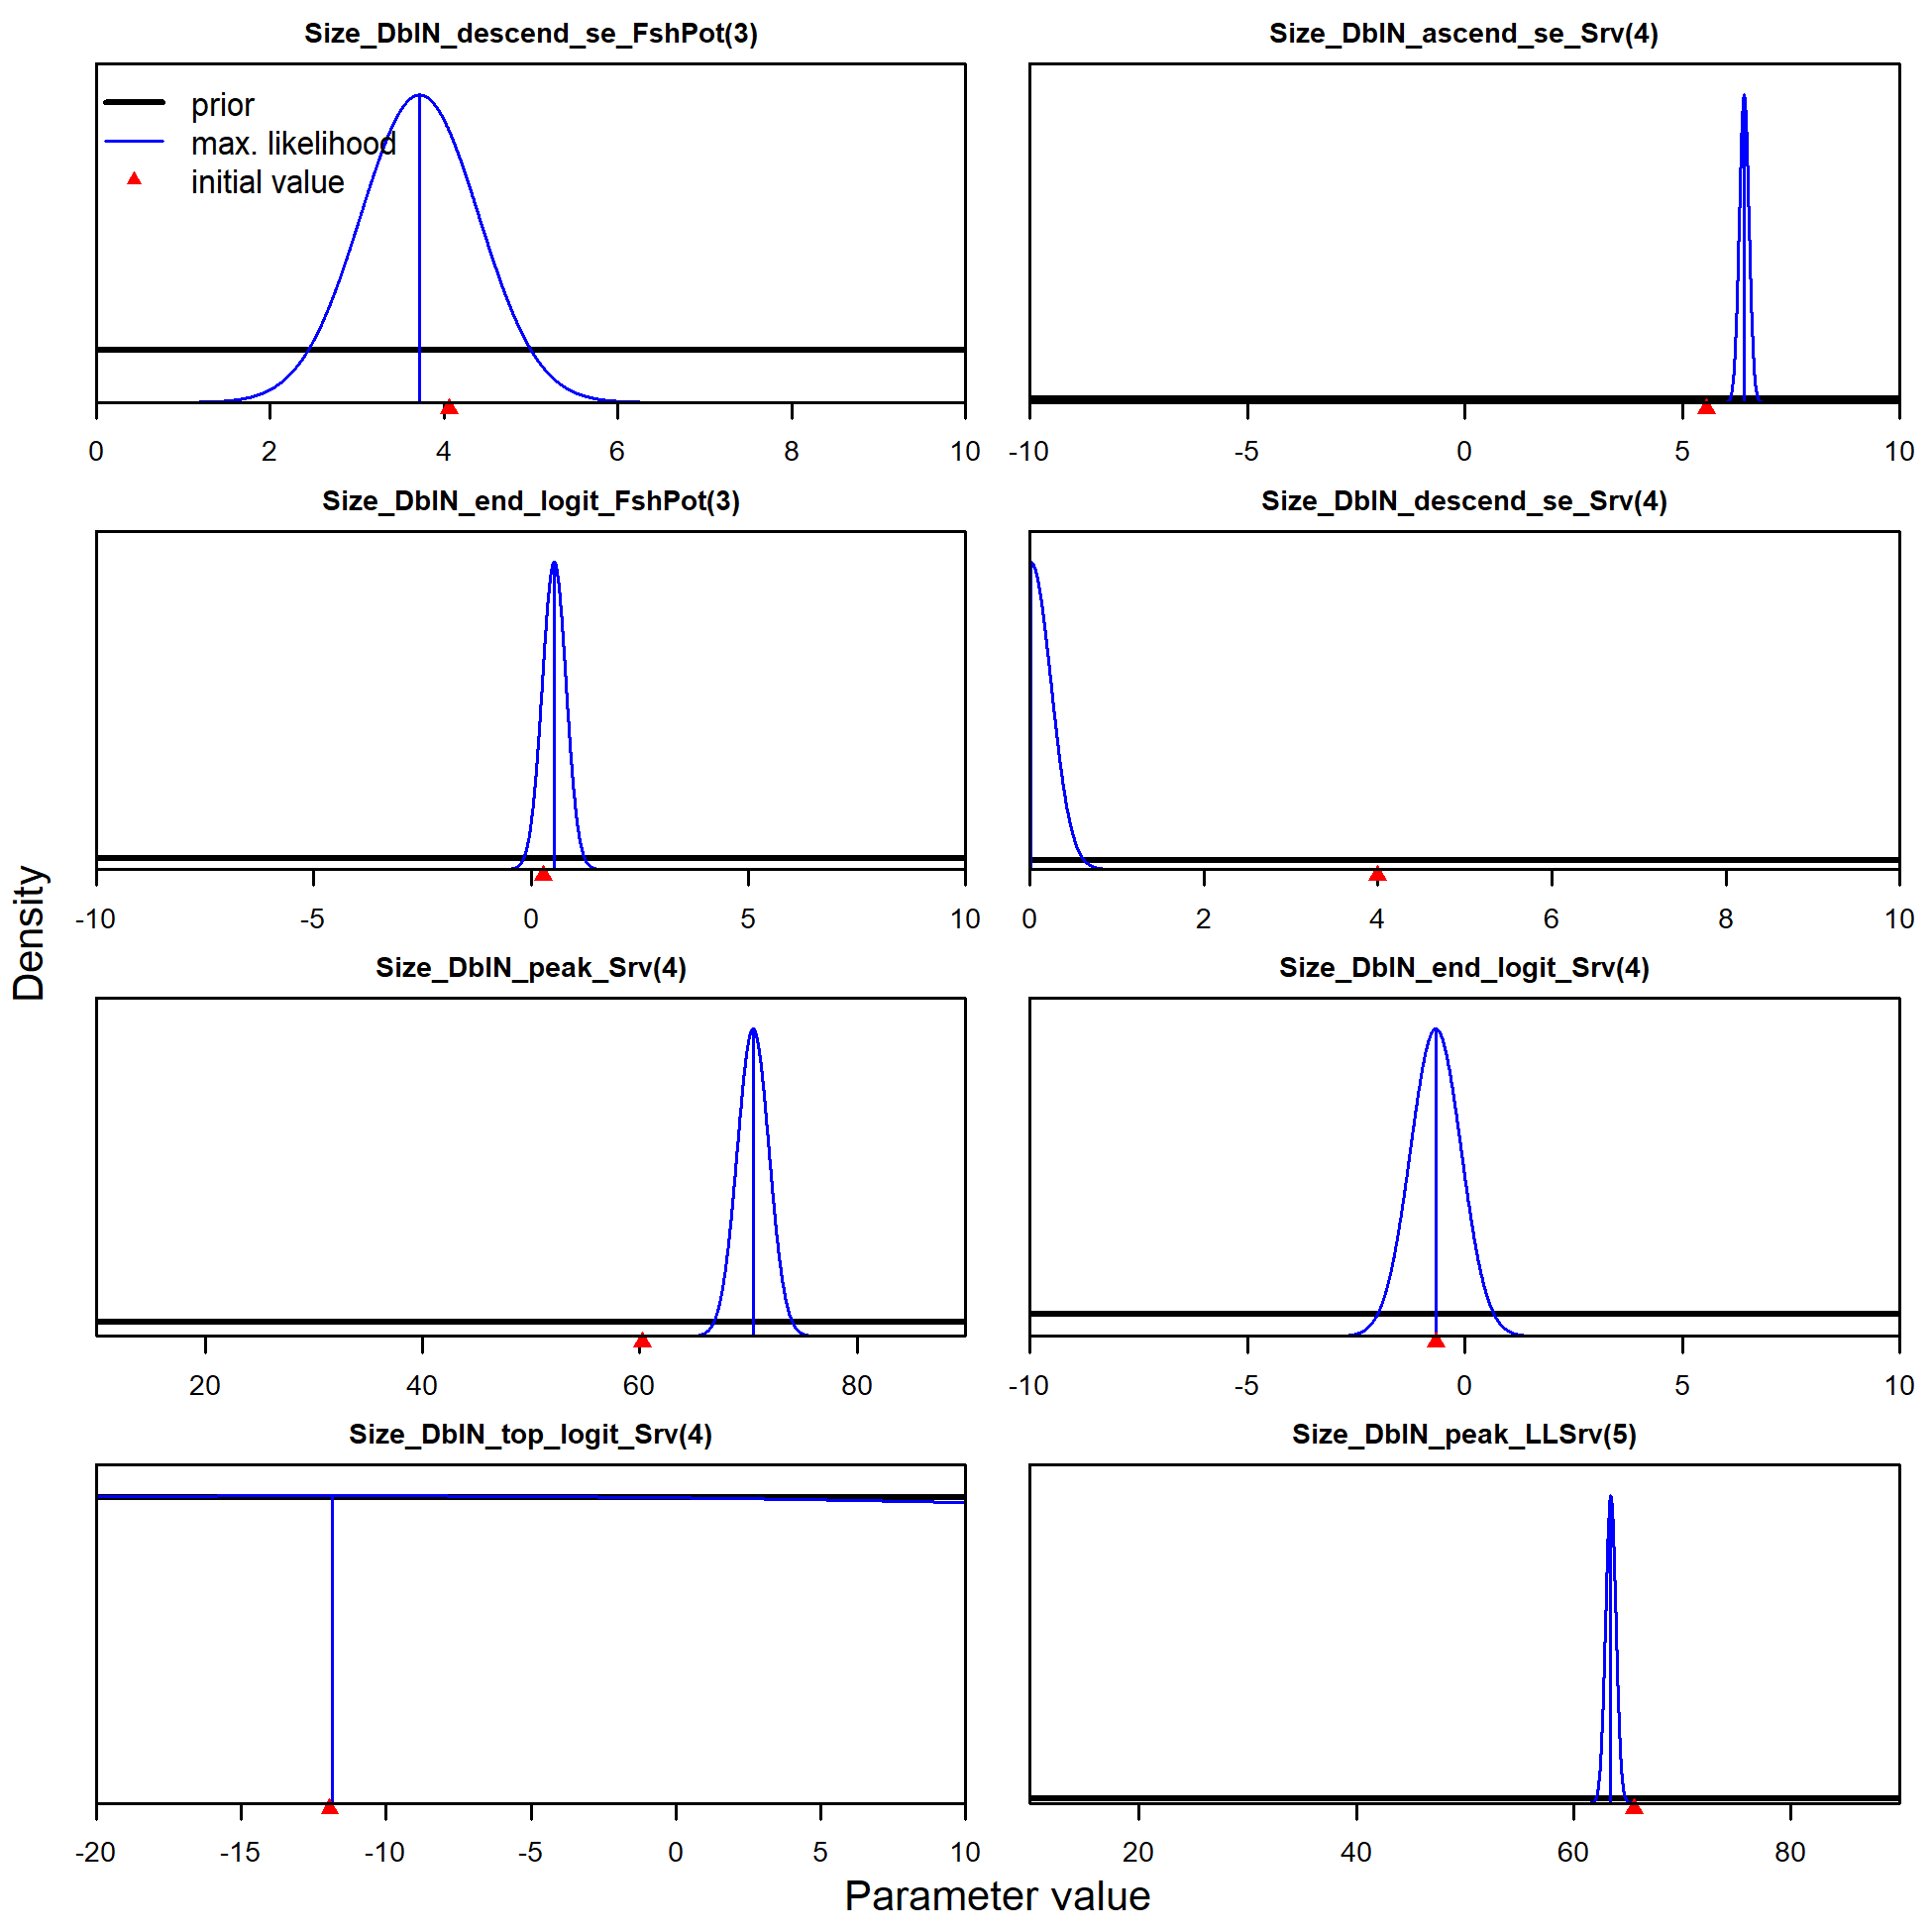 Size_DblN_descend_se_FshPot(3)
prior
max. likelihood
initial value
0 2 4 6 8 10
Size_DblN_ascend_se_Srv(4)
-10 -5 0 5 10
Size_DblN_end_logit_FshPot(3)
-10 -5 0 5 10
Size_DblN_descend_se_Srv(4)
0 2 4 6 8 10
Size_DblN_peak_Srv(4)
20 40 60 80
Size_DblN_end_logit_Srv(4)
-10 -5 0 5 10
Size_DblN_top_logit_Srv(4)
-20 -15 -10 -5 0 5 10
Size_DblN_peak_LLSrv(5)
20 40 60 80
Density
Parameter value